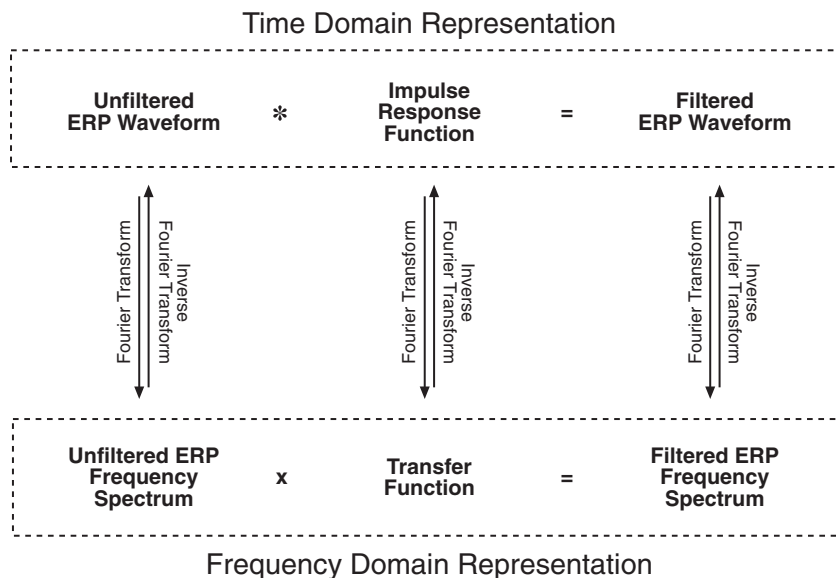 Time Domain Representation
Unfiltered
ERP Waveform
*
Impulse
Response
Function
=
Filtered
ERP Waveform
Fourier Transform
Inverse
Fourier Transform
Fourier Transform
Inverse
Fourier Transform
Fourier Transform
Inverse
Fourier Transform
Unfiltered ERP
Frequency
Spectrum
x
Transfer
Function
=
Filtered ERP
Frequency
Spectrum
Frequency Domain Representation